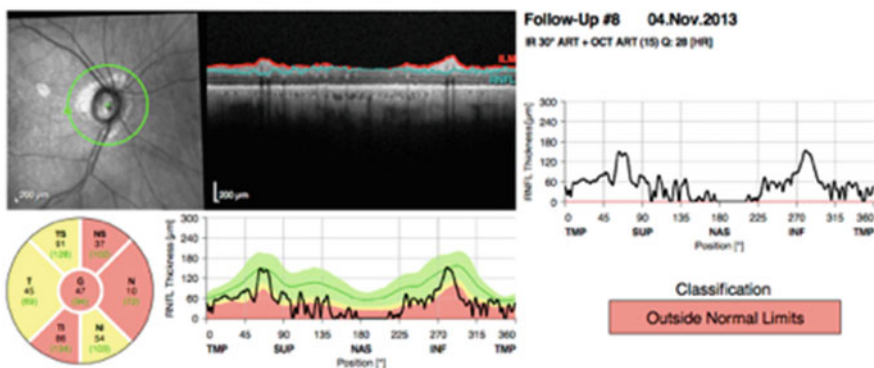 Follow-Up #8 04.Nov.2013
IR 30° ART + OCT ART (15) Q: 28 [HR]
ILM
RNFL
200 µm
200 µm
RNFL Thickness [µm]
300
240
180
120
60
0
0 45 90 135 180 225 270 315 360
TMP SUP NAS INF TMP
Position [°]
TS
91
(128)
NS
37
T
45
(69)
G
47
N
10
TI
86
NI
54
(109)
RNFL Thickness [µm]
300
240
180
120
60
0
0 45 90 135 180 225 270 315 360
TMP SUP NAS INF TMP
Position [°]
Classification
Outside Normal Limits